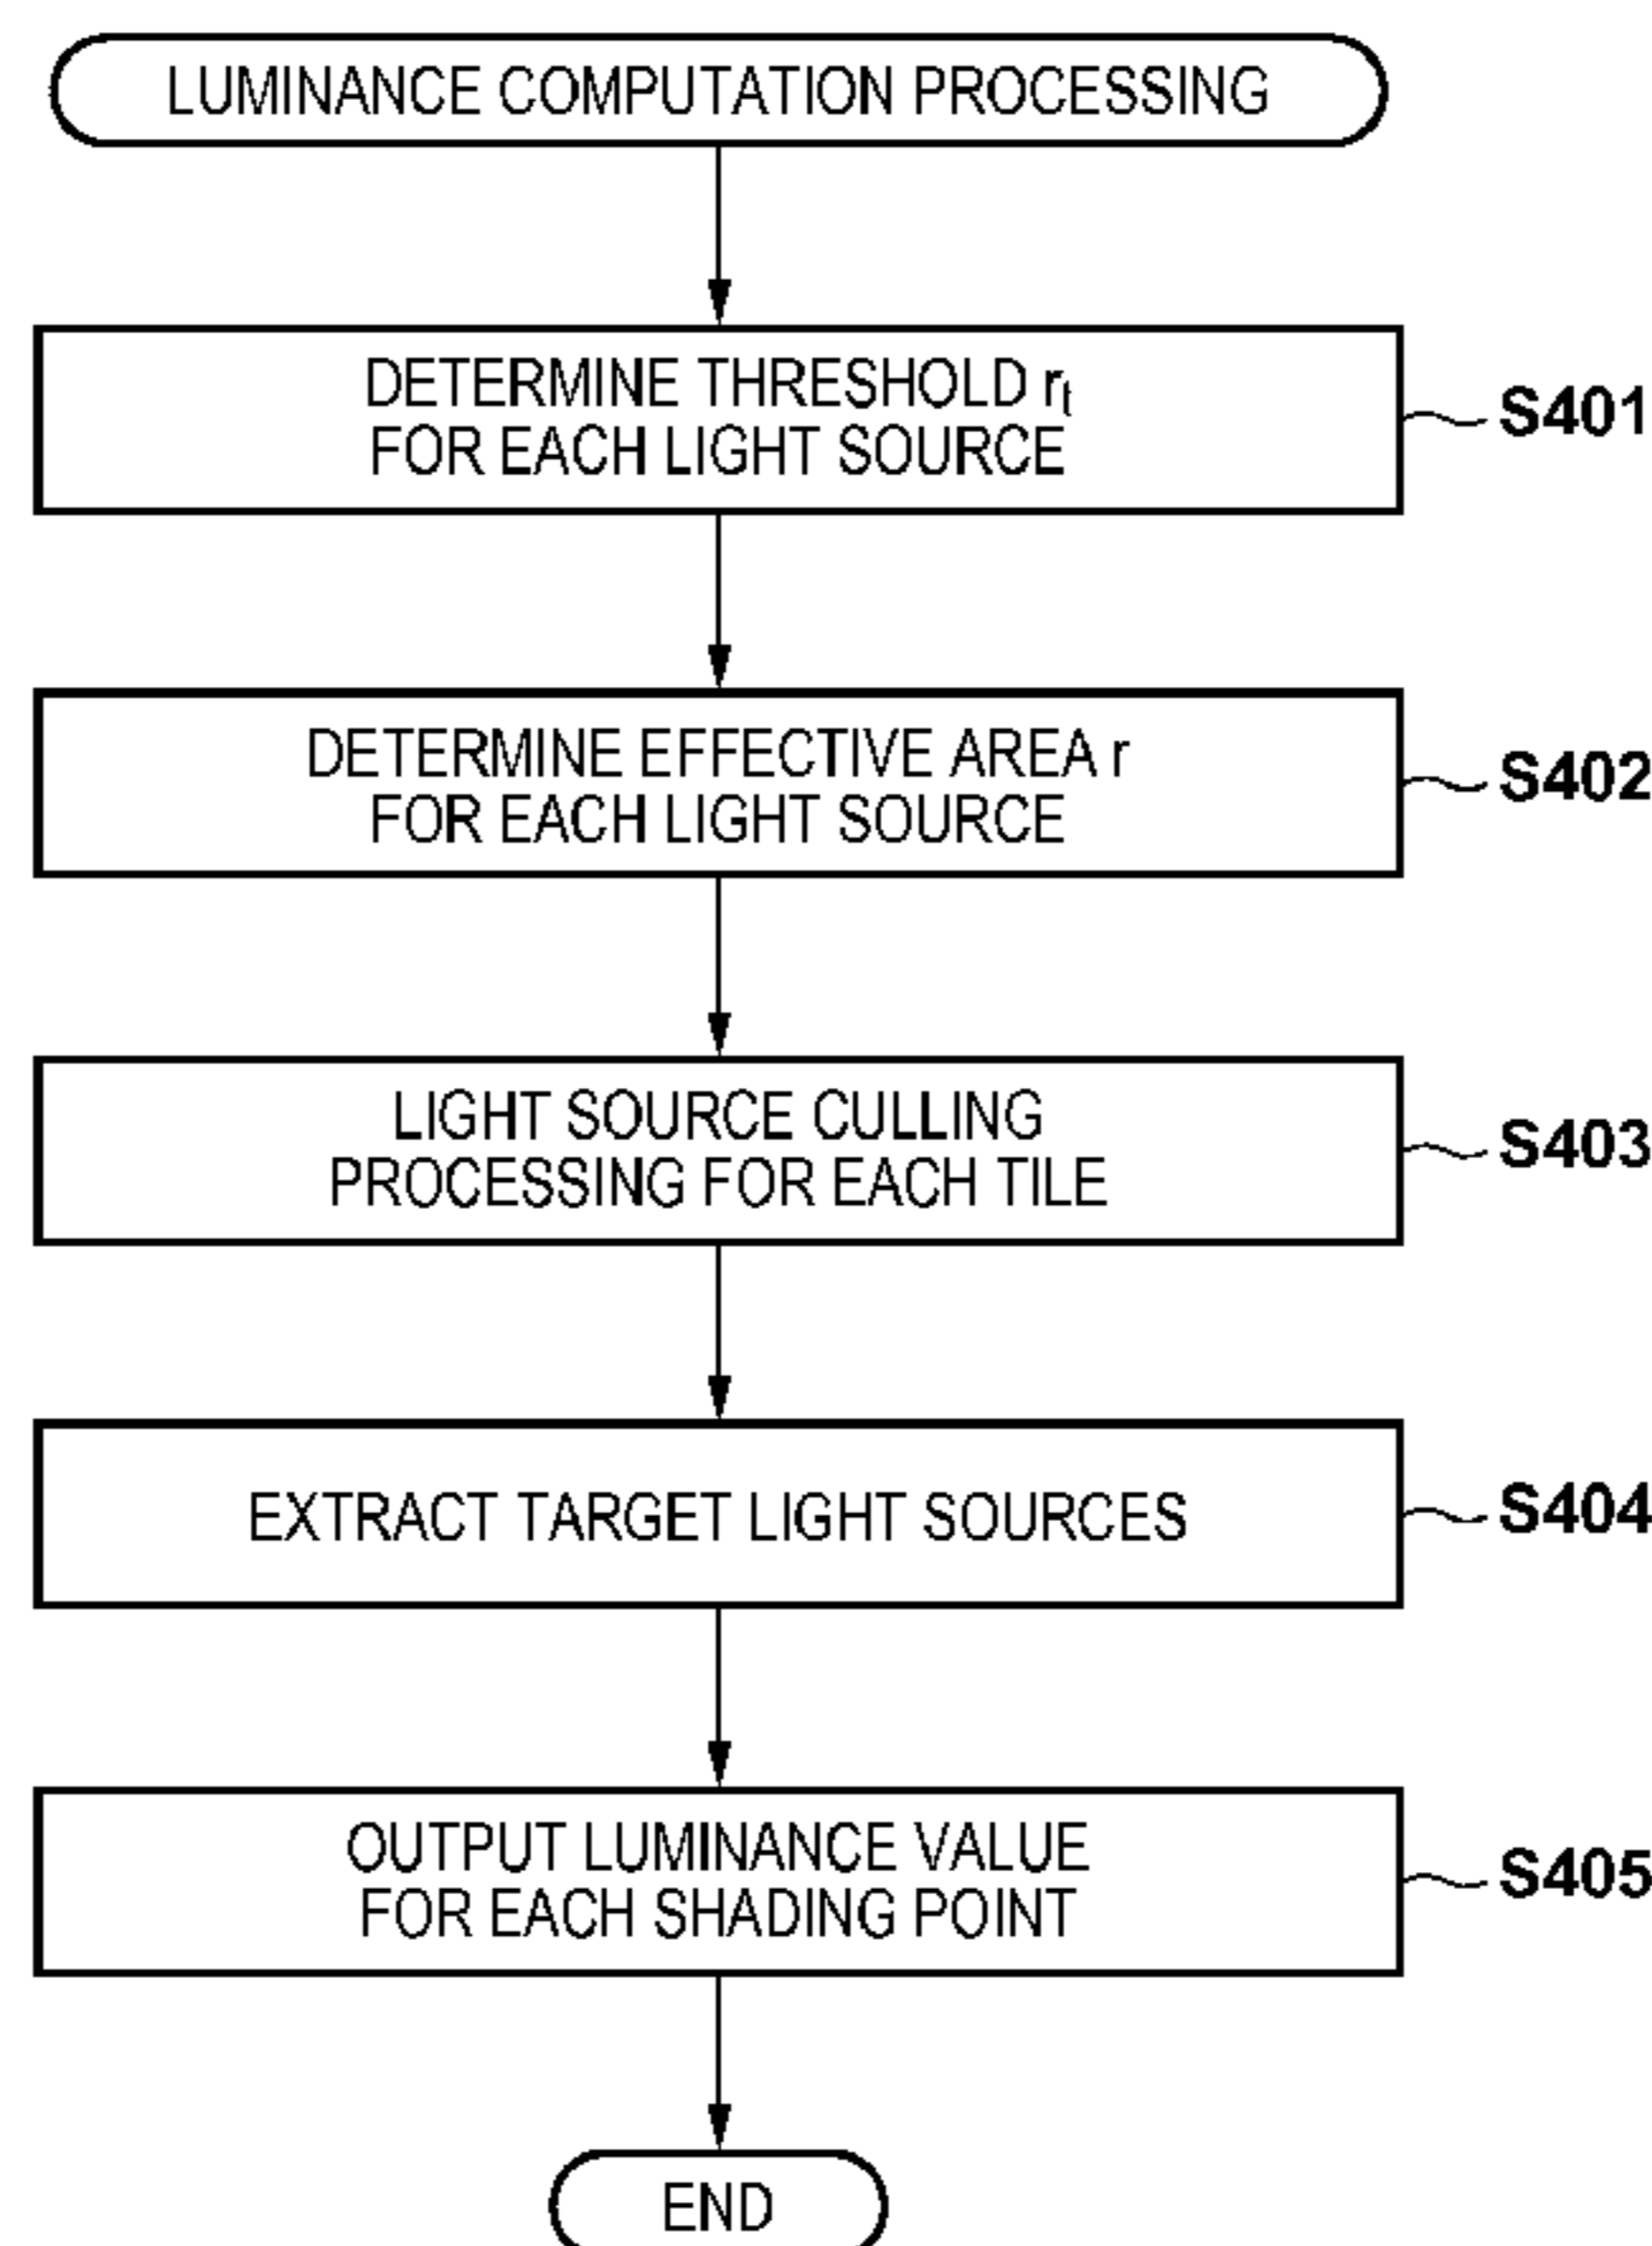 LUMINANCE COMPUTATION PROCESSING
DETERMINE THRESHOLD rt
FOR EACH LIGHT SOURCE
S401
DETERMINE EFFECTIVE AREA r
FOR EACH LIGHT SOURCE
S402
LIGHT SOURCE CULLING
PROCESSING FOR EACH TILE
S403
EXTRACT TARGET LIGHT SOURCES
S404
OUTPUT LUMINANCE VALUE
FOR EACH SHADING POINT
S405
END